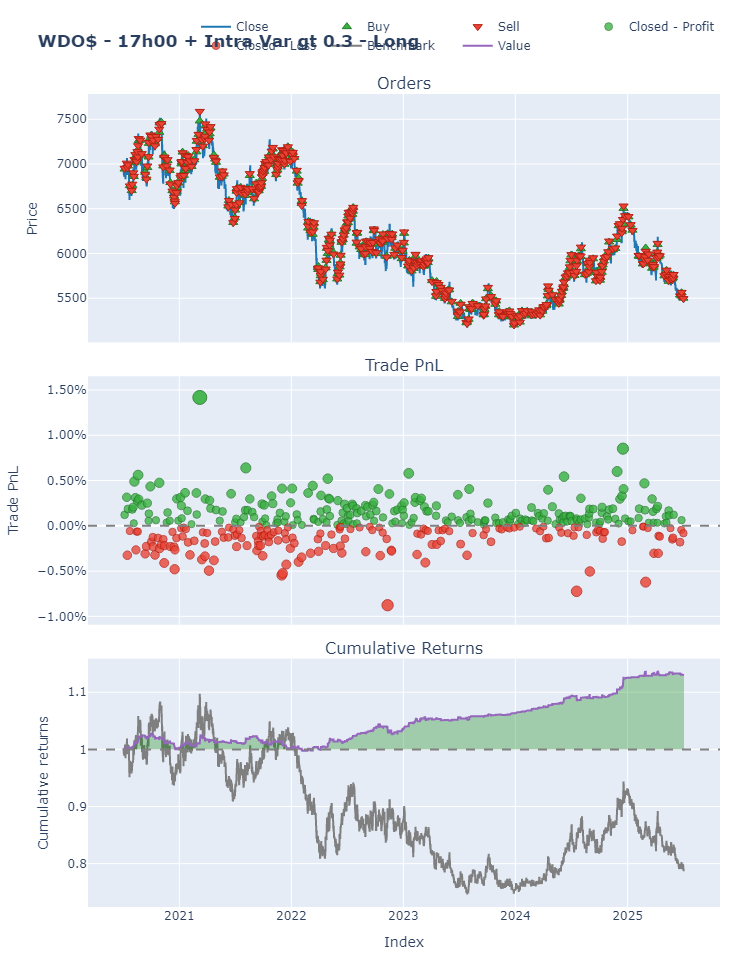 Close Buy Sell Closed - Profit
WDO$ - 17h00 + Intra Var gt 0.3 - Long
Closed - Loss Benchmark Value
Orders
7500
7000
6500
6000
5500
Price
Trade PnL
1.50%
1.00%
0.50%
0.00%
−0.50%
−1.00%
Trade PnL
Cumulative Returns
1.1
1
0.9
0.8
Cumulative returns
2021 2022 2023 2024 2025
Index